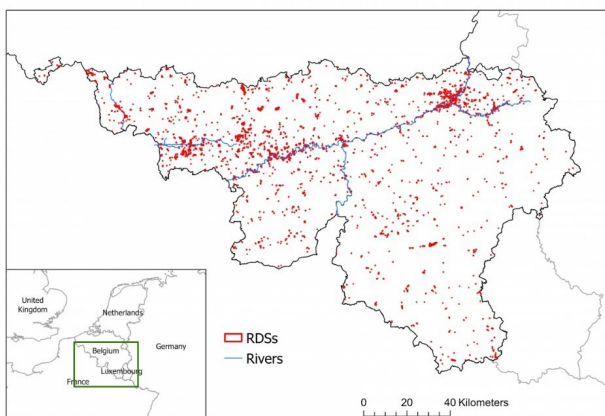 United
Kingdom
Netherlands
Belgium
Germany
Luxembourg
France
RDSs
Rivers
0 20 40 Kilometers